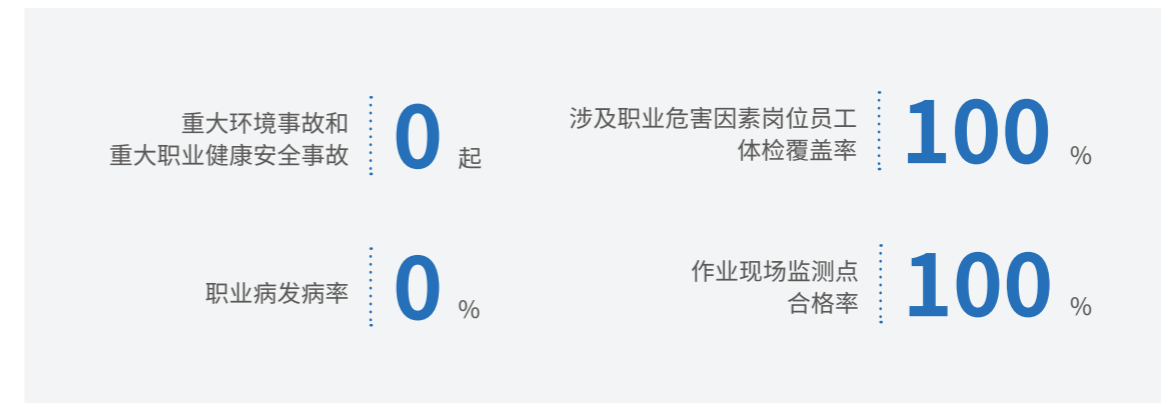 重大环境事故和
重大职业健康安全事故
0 起
涉及职业危害因素岗位员工
体检覆盖率
100 %
职业病发病率
0 %
作业现场监测点
合格率
100 %